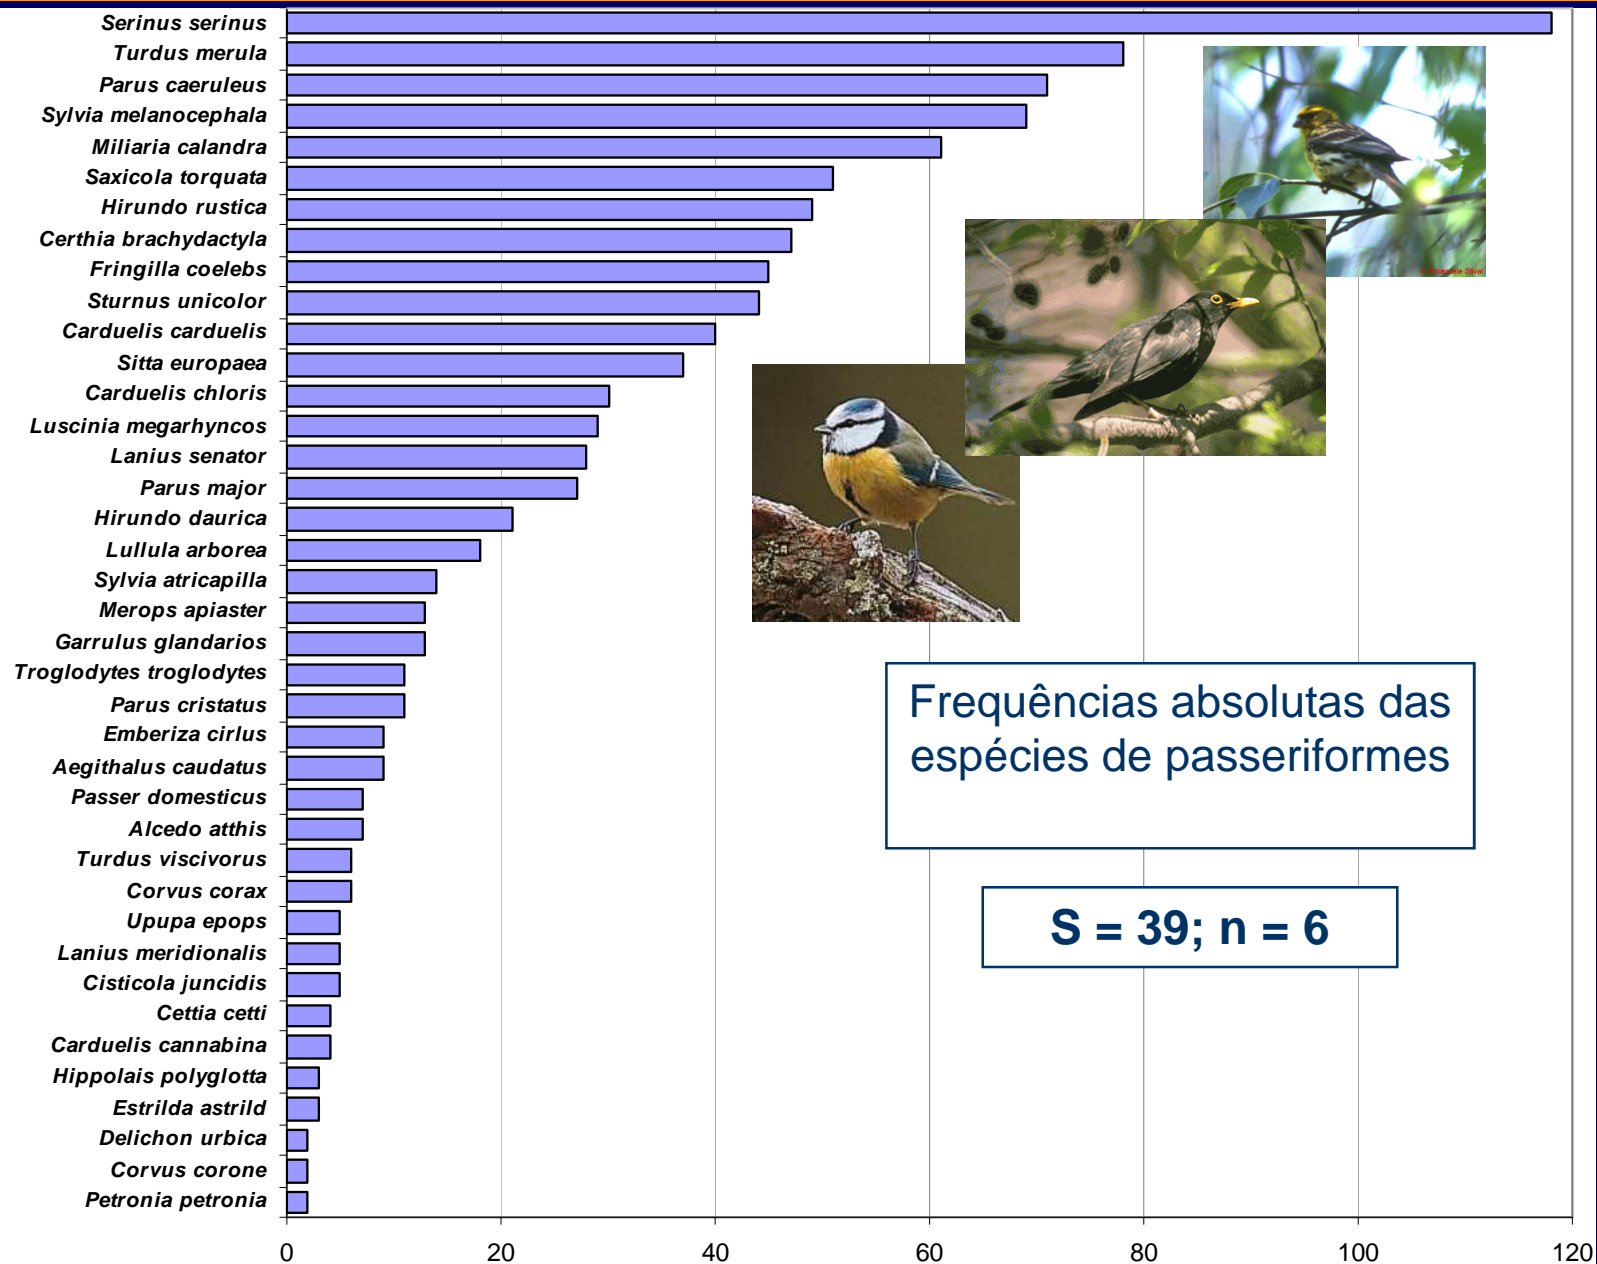 Serinus serinus
Turdus merula
Parus caeruleus
Sylvia melanocephala
Miliaria calandra
Saxicola torquata
Hirundo rustica
Certhia brachydactyla
Fringilla coelebs
Sturnus unicolor
Carduelis carduelis
Sitta europaea
Carduelis chloris
Luscinia megarhyncos
Lanius senator
Parus major
Hirundo daurica
Lullula arborea
Sylvia atricapilla
Merops apiaster
Garrulus glandarios
Troglodytes troglodytes
Parus cristatus
Emberiza cirlus
Aegithalus caudatus
Passer domesticus
Alcedo atthis
Turdus viscivorus
Corvus corax
Upupa epops
Lanius meridionalis
Cisticola juncidis
Cettia cetti
Carduelis cannabina
Hippolais polyglotta
Estrilda astrild
Delichon urbica
Corvus corone
Petronia petronia
0 20 40 60 80 100 120
Frequências absolutas das
espécies de passeriformes
S = 39; n = 6